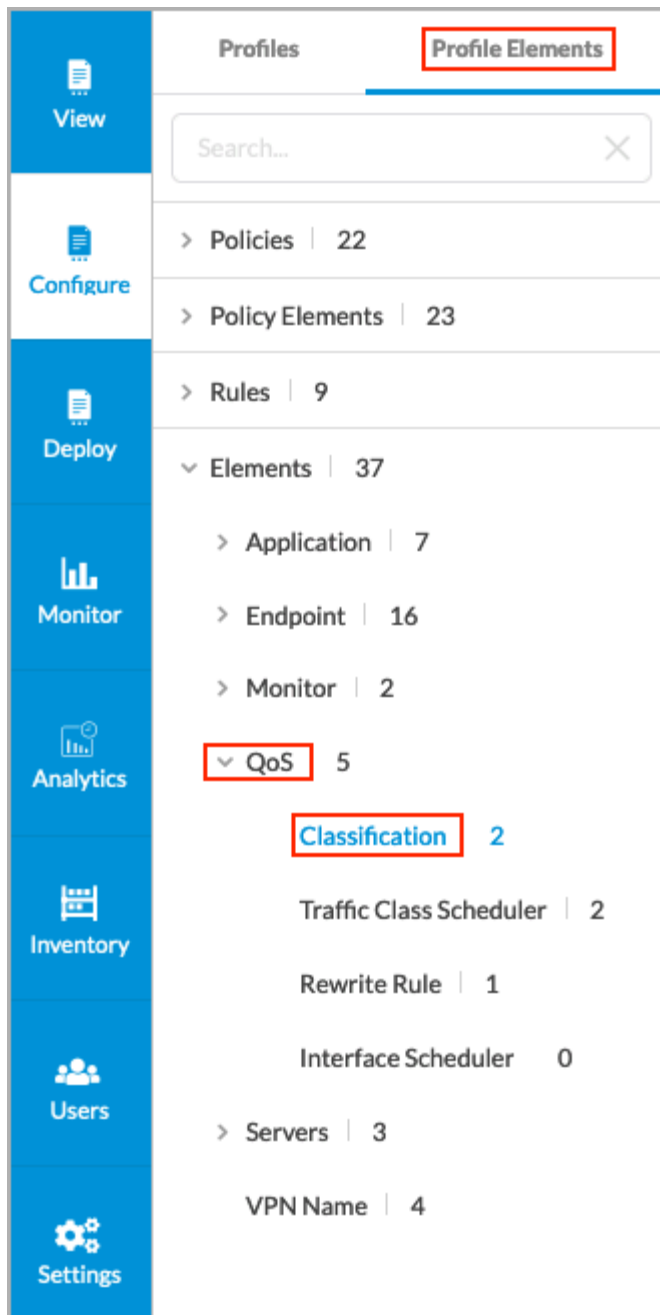 Profiles
Profile Elements
Search...
View
Configure
Deploy
Monitor
Analytics
Inventory
Users
Settings
Policies 22
Policy Elements 23
Rules 9
Elements 37
Application 7
Endpoint 16
Monitor 2
QoS 5
Classification 2
Traffic Class Scheduler 2
Rewrite Rule 1
Interface Scheduler 0
Servers 3
VPN Name 4